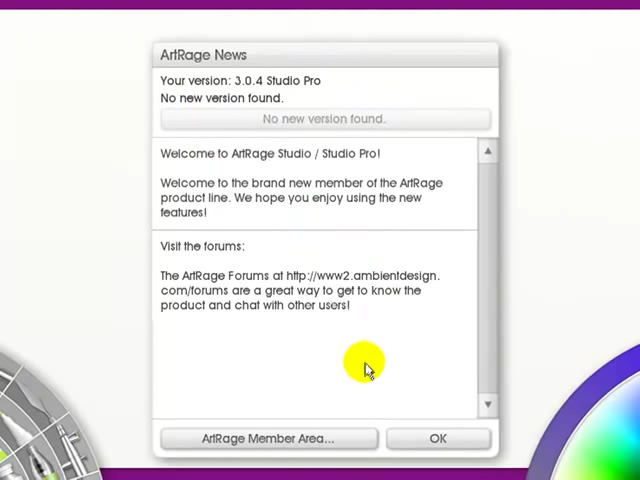 ArtRage News
Your version: 3.0.4 Studio Pro
No new version found.
No new version found.
Welcome to ArtRage Studio / Studio Pro!
Welcome to the brand new member of the ArtRage
product line. We hope you enjoy using the new
features!
Visit the forums:
The ArtRage Forums at http://www2.ambientdesign.
com/forums are a great way to get to know the
product and chat with other users!
ArtRage Member Area...
OK